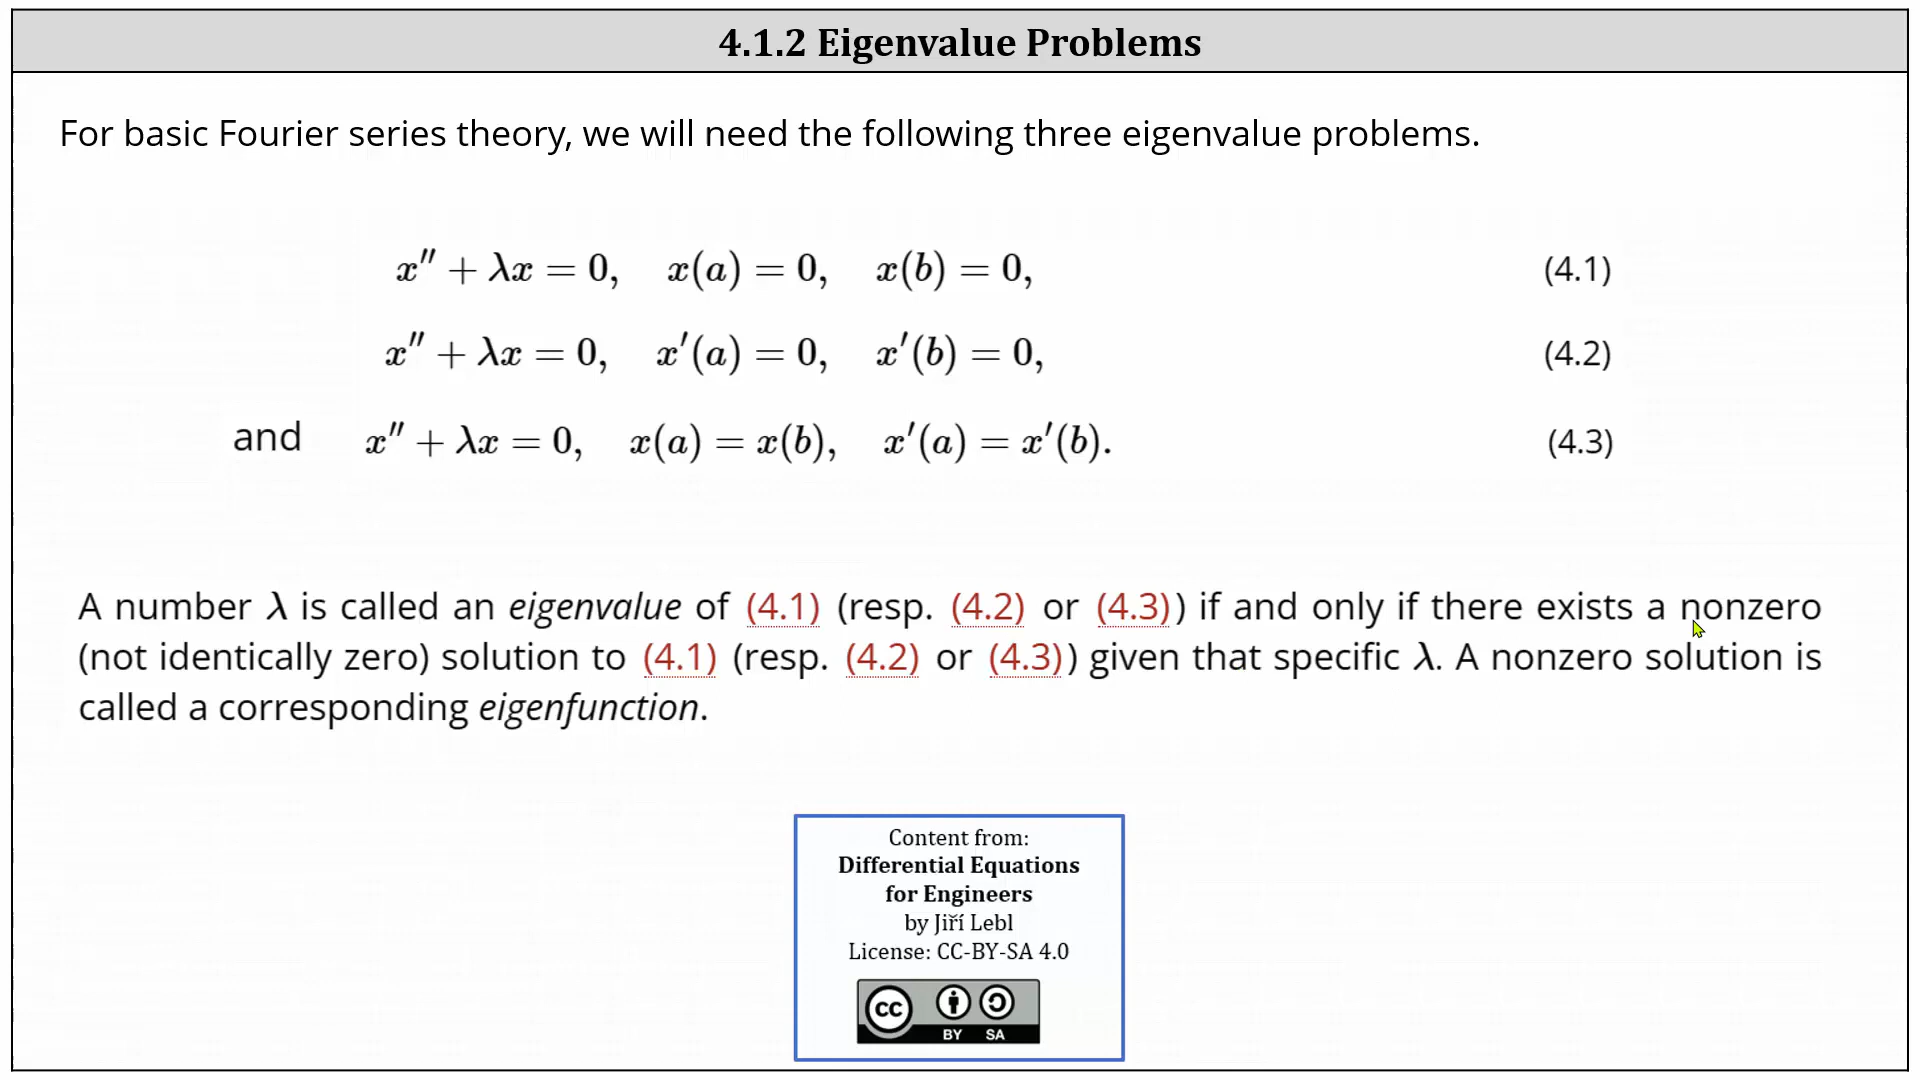 4.1.2 Eigenvalue Problems
For basic Fourier series theory, we will need the following three eigenvalue problems.
x″ + λx = 0, x(a) = 0, x(b) = 0, (4.1)
x″ + λx = 0, x′(a) = 0, x′(b) = 0, (4.2)
and x″ + λx = 0, x(a) = x(b), x′(a) = x′(b). (4.3)
A number λ is called an eigenvalue of (4.1) (resp. (4.2) or (4.3)) if and only if there exists a nonzero
(not identically zero) solution to (4.1) (resp. (4.2) or (4.3)) given that specific λ. A nonzero solution is
called a corresponding eigenfunction.
Content from:
Differential Equations
for Engineers
by Jiří Lebl
License: CC-BY-SA 4.0
cc
BY SA